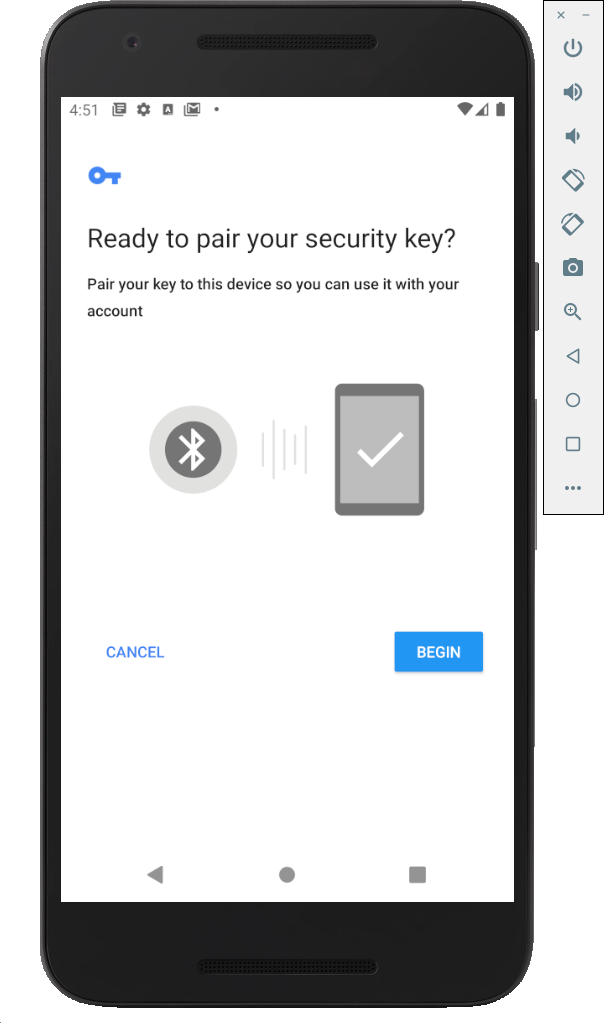 4:51
Ready to pair your security key?
Pair your key to this device so you can use it with your
account
CANCEL
BEGIN